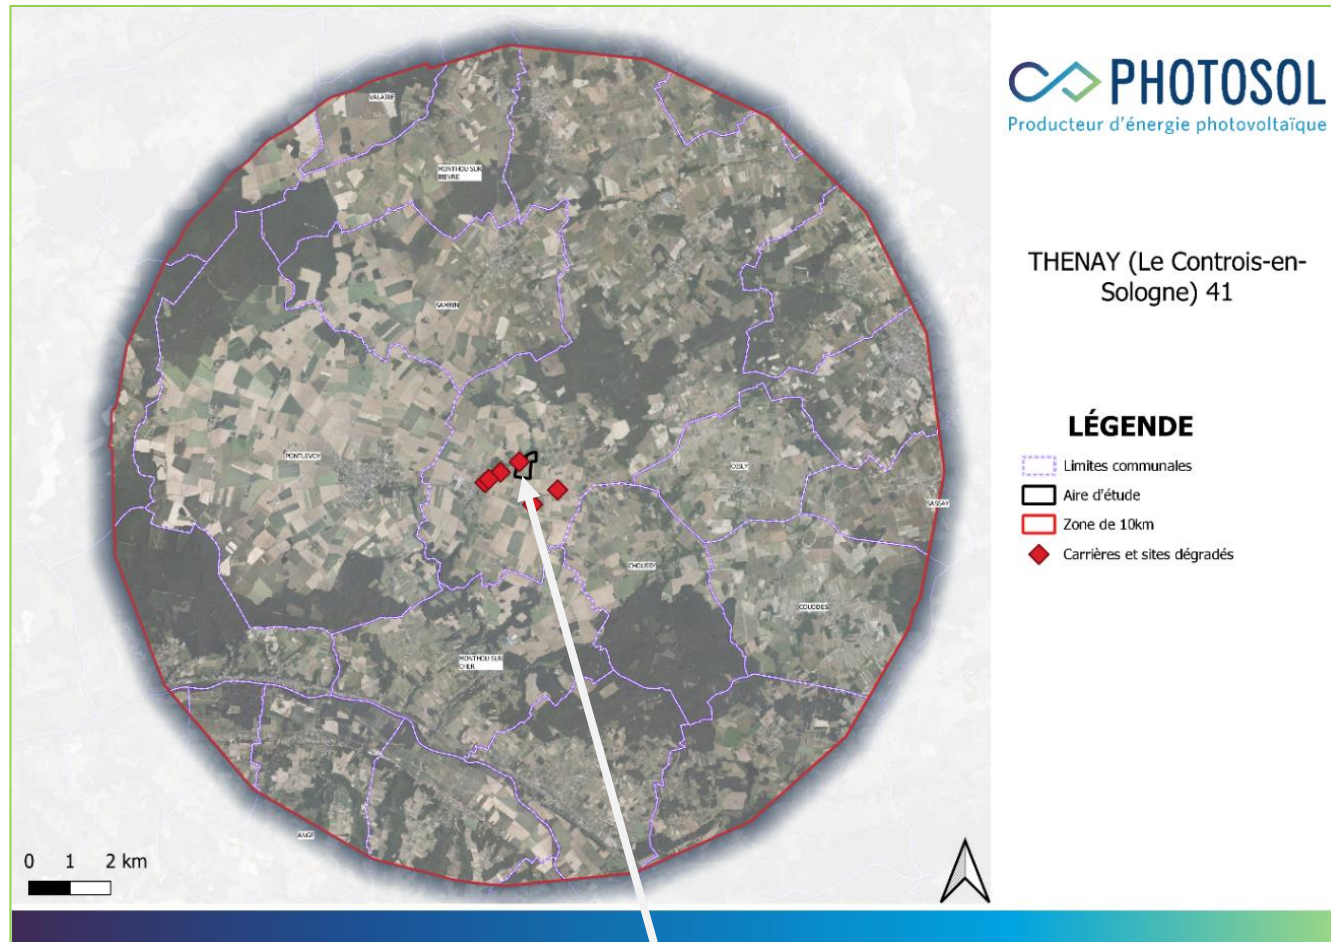 PHOTOSOL
Producteur d'énergie photovoltaïque
THENAY (Le Controis-en-
Sologne) 41
LÉGENDE
Limites communales
Aire d'étude
Zone de 10km
Carrières et sites dégradés
VALAIRE
MONTHOU SUR
BIEVRE
SAMBIN
PONTLEVOY
OISLY
SASSAY
CHOUSSY
COUDDES
MONTHOU SUR
CHER
ANGE
0 1 2 km